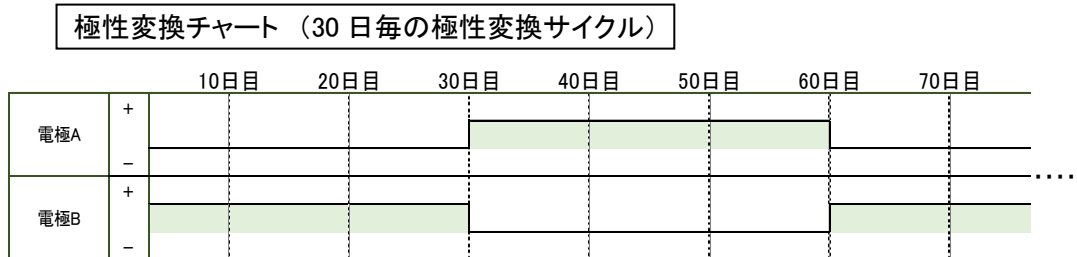 極性変換チャート （30 日毎の極性変換サイクル）
10日目 20日目 30日目 40日目 50日目 60日目 70日目
+
電極A
−
‥‥
+
電極B
−